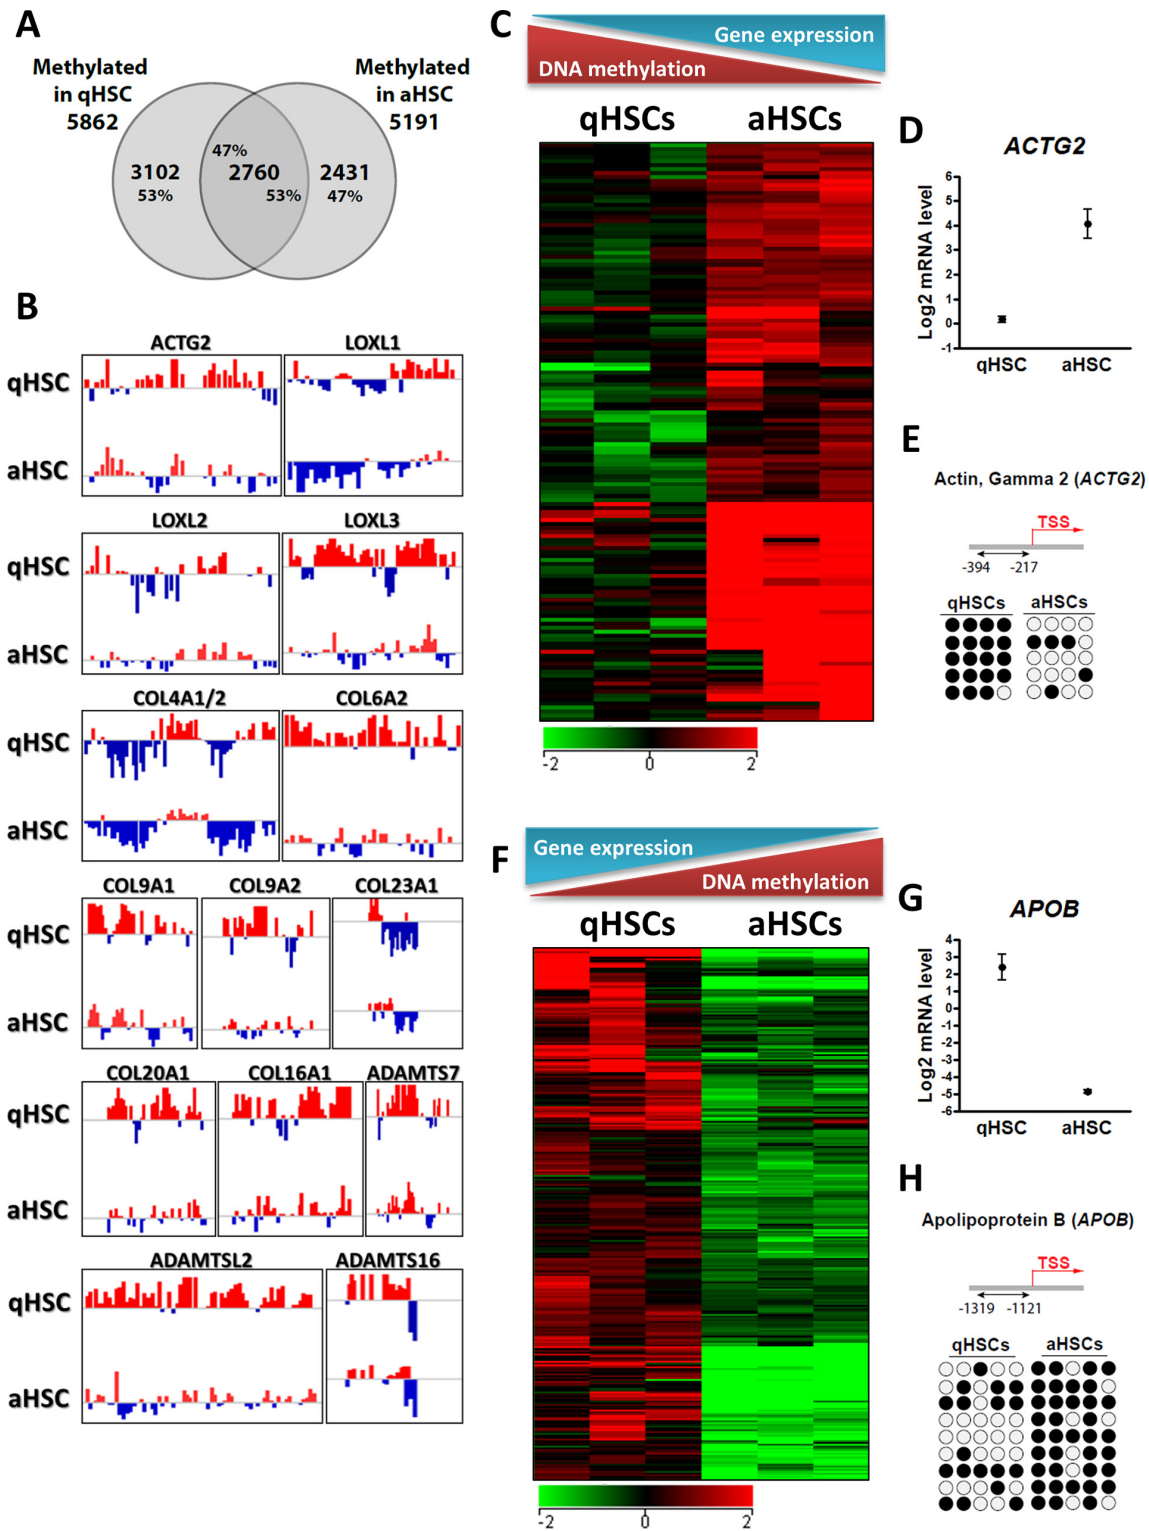 A
Methylated
in qHSC
5862
Methylated
in aHSC
5191
47%
3102
2760
2431
53%
53%
47%
B
ACTG2
LOXL1
qHSC
aHSC
LOXL2
LOXL3
qHSC
aHSC
COL4A1/2
COL6A2
qHSC
aHSC
COL9A1
COL9A2
COL23A1
qHSC
aHSC
COL20A1
COL16A1
ADAMTS7
qHSC
aHSC
ADAMTSL2
ADAMTS16
qHSC
aHSC
C
Gene expression
DNA methylation
qHSCs
aHSCs
-2
0
2
D
ACTG2
Log2 mRNA level
6
5
4
3
2
1
0
-1
qHSC
aHSC
E
Actin, Gamma 2 (ACTG2)
TSS
-394
-217
qHSCs
aHSCs
F
Gene expression
DNA methylation
qHSCs
aHSCs
-2
0
2
G
APOB
Log2 mRNA level
4
3
2
1
0
-1
-2
-3
-4
-5
-6
qHSC
aHSC
H
Apolipoprotein B (APOB)
TSS
-1319
-1121
qHSCs
aHSCs